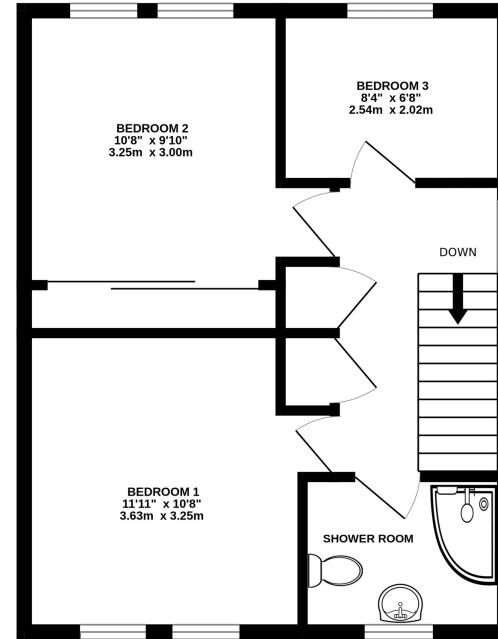 BEDROOM 3
8'4" x 6'8"
2.54m x 2.02m
BEDROOM 2
10'8" x 9'10"
3.25m x 3.00m
DOWN
BEDROOM 1
11'11" x 10'8"
3.63m x 3.25m
SHOWER ROOM